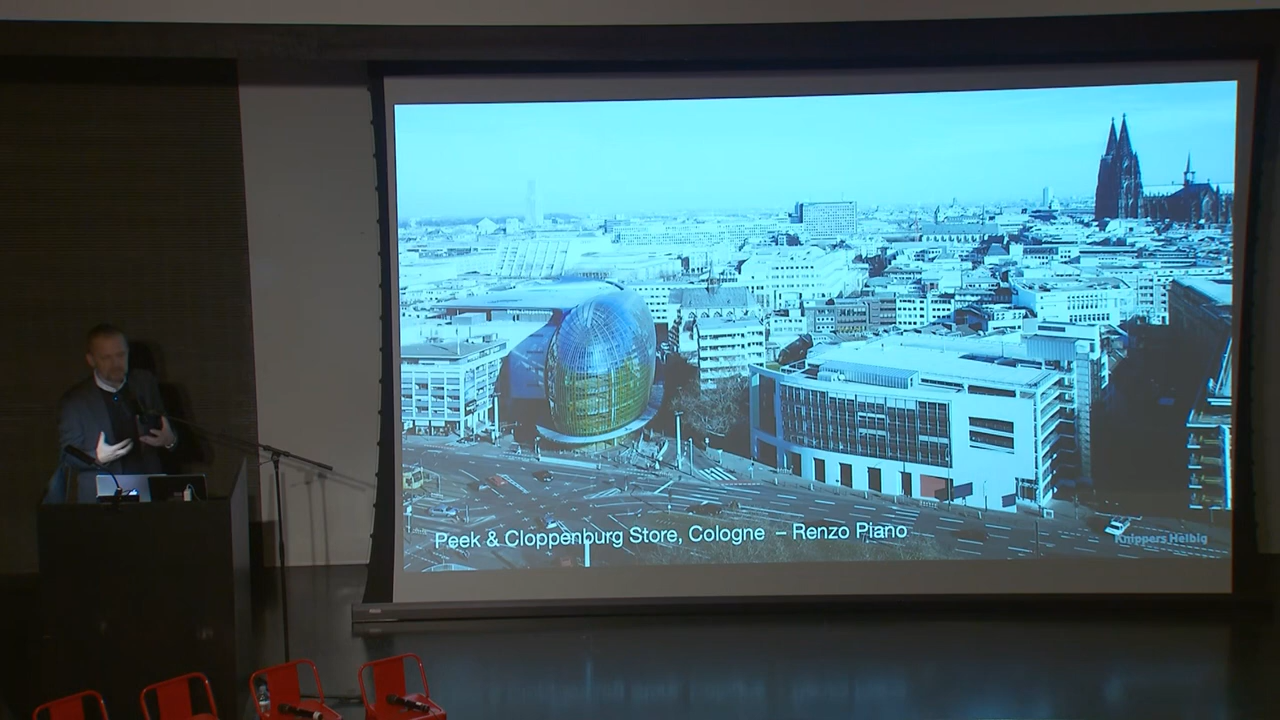 Peek & Cloppenburg Store, Cologne – Renzo Piano
Knippers Helbig